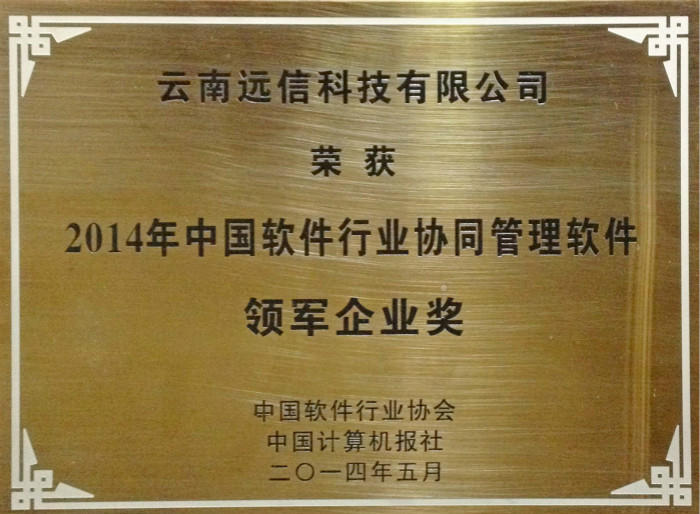 云南远信科技有限公司
荣 获
2014年中国软件行业协同管理软件
领军企业奖
中国软件行业协会
中国计算机报社
二〇一四年五月